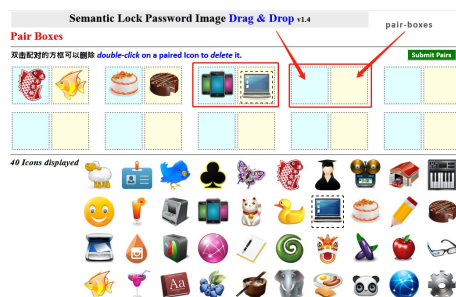 Semantic Lock Password Image Drag & Drop v1.4
pair-boxes
Pair Boxes
双击配对的方框可以删除 double-click on a paired Icon to delete it.
Submit Pairs
40 Icons displayed
Aa